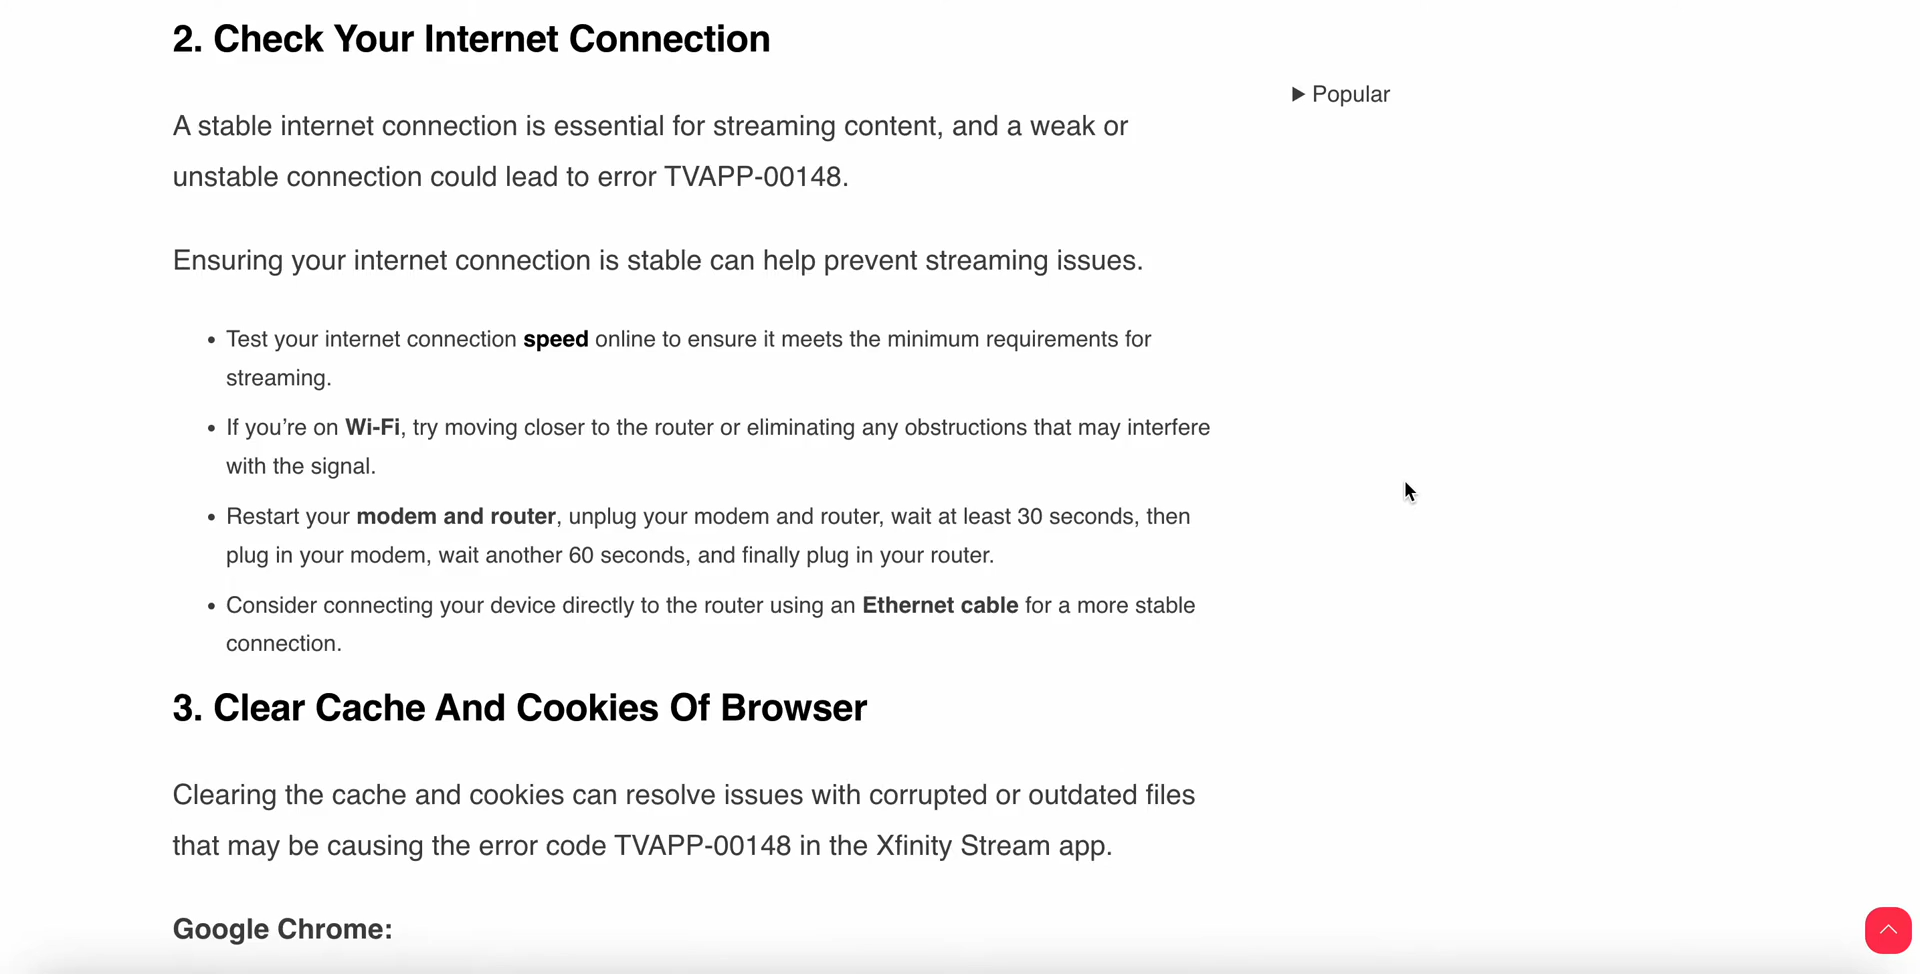 2. Check Your Internet Connection
▶ Popular
A stable internet connection is essential for streaming content, and a weak or
unstable connection could lead to error TVAPP-00148.
Ensuring your internet connection is stable can help prevent streaming issues.
• Test your internet connection speed online to ensure it meets the minimum requirements for
streaming.
• If you’re on Wi-Fi, try moving closer to the router or eliminating any obstructions that may interfere
with the signal.
• Restart your modem and router, unplug your modem and router, wait at least 30 seconds, then
plug in your modem, wait another 60 seconds, and finally plug in your router.
• Consider connecting your device directly to the router using an Ethernet cable for a more stable
connection.
3. Clear Cache And Cookies Of Browser
Clearing the cache and cookies can resolve issues with corrupted or outdated files
that may be causing the error code TVAPP-00148 in the Xfinity Stream app.
Google Chrome: